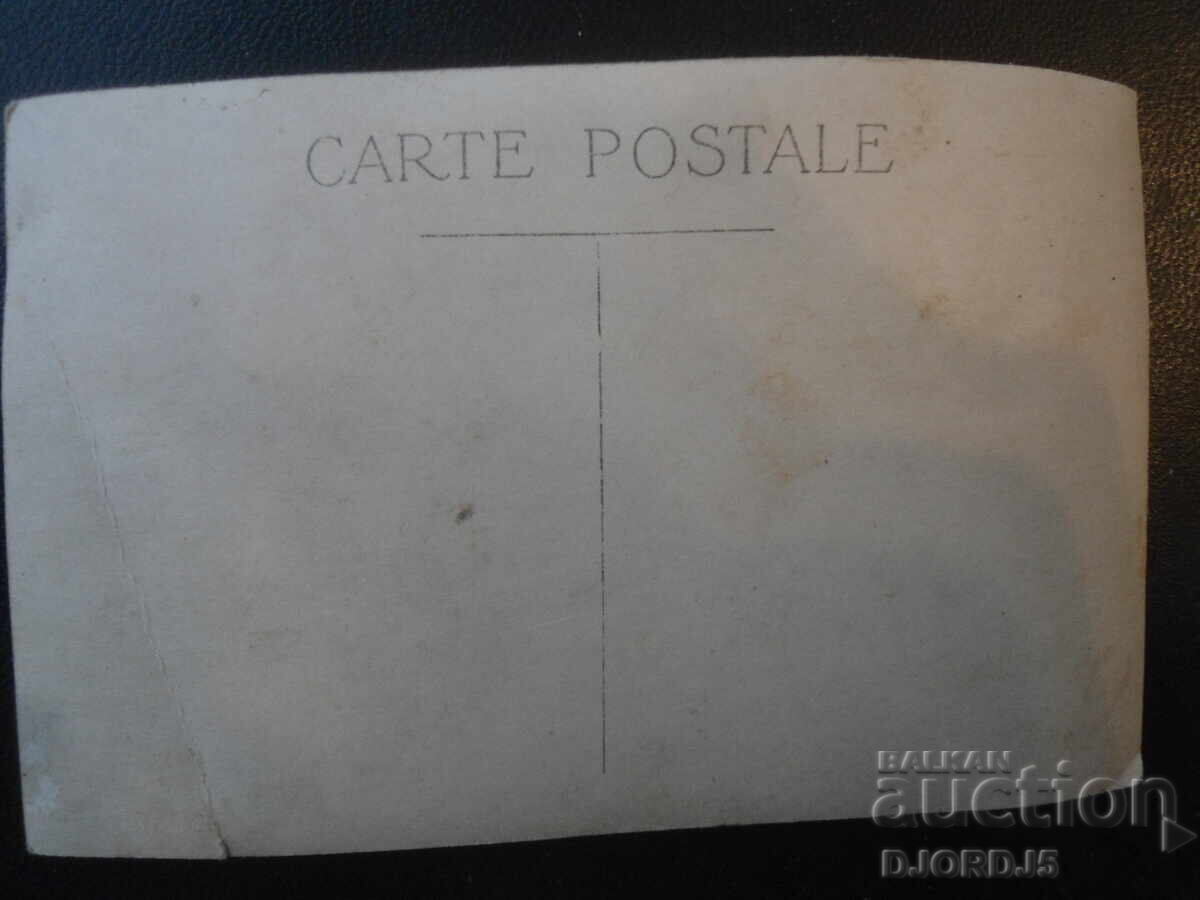 CARTE POSTALE
BALKAN
auction
DJORDJ5